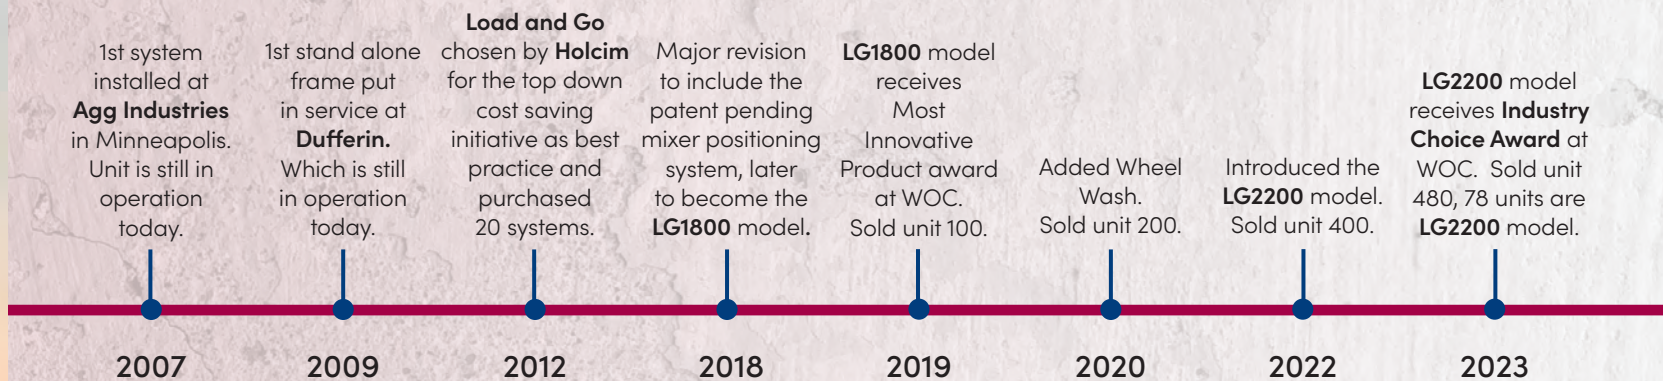 1st system
installed at
Agg Industries
in Minneapolis.
Unit is still in
operation
today.
1st stand alone
frame put
in service at
Dufferin.
Which is still
in operation
today.
Load and Go
chosen by Holcim
for the top down
cost saving
initiative as best
practice and
purchased
20 systems.
Major revision
to include the
patent pending
mixer positioning
system, later
to become the
LG1800 model.
LG1800 model
receives
Most
Innovative
Product award
at WOC.
Sold unit 100.
Added Wheel
Wash.
Sold unit 200.
Introduced the
LG2200 model.
Sold unit 400.
LG2200 model
receives Industry
Choice Award at
WOC. Sold unit
480, 78 units are
LG2200 model.
2007
2009
2012
2018
2019
2020
2022
2023